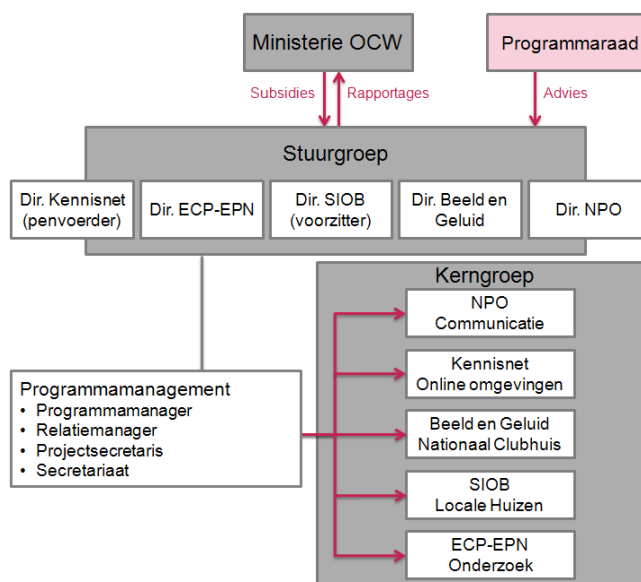 Ministerie OCW
Programmaraad
Subsidies
Rapportages
Advies
Stuurgroep
Dir. Kennisnet
(penvoerder)
Dir. ECP-EPN
Dir. SIOB
(voorzitter)
Dir. Beeld en
Geluid
Dir. NPO
Kerngroep
NPO
Communicatie
Kennisnet
Online omgevingen
Beeld en Geluid
Nationaal Clubhuis
SIOB
Locale Huizen
ECP-EPN
Onderzoek
Programmamanagement
• Programmamanager
• Relatiemanager
• Projectsecretaris
• Secretariaat